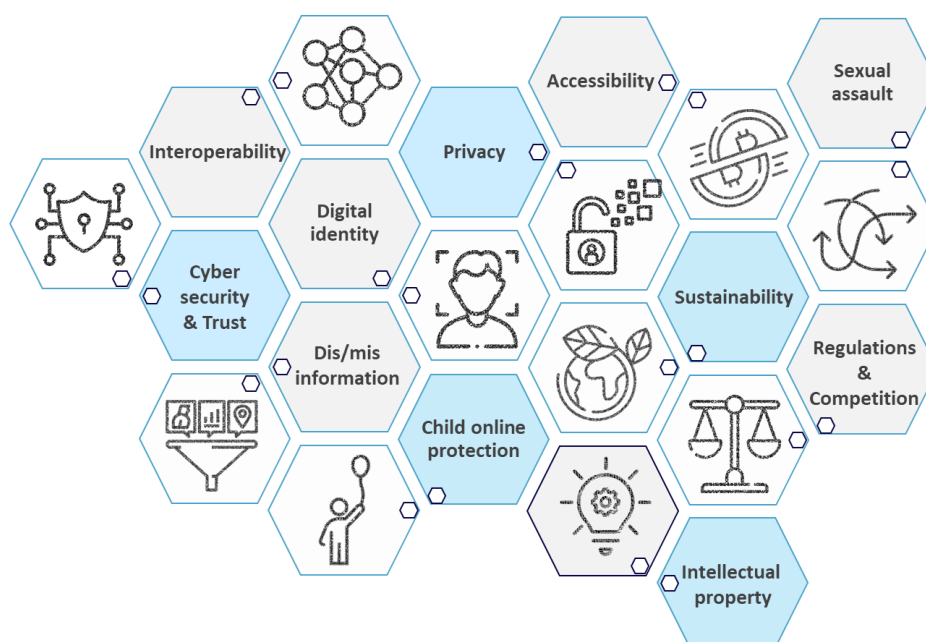 Accessibility
Sexual
assault
Interoperability
Privacy
Digital
identity
Cyber
security
& Trust
Sustainability
Dis/mis
information
Regulations
&
Competition
Child online
protection
Intellectual
property